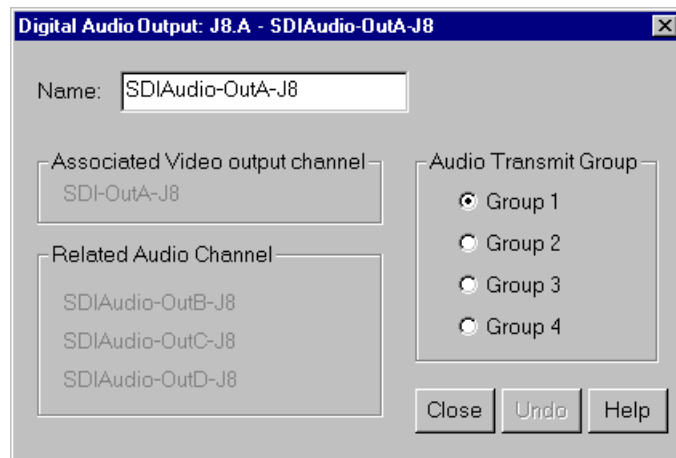 Digital Audio Output: J8.A - SDIAudio-OutA-J8
Name: SDIAudio-OutA-J8
Associated Video output channel
SDI-OutA-J8
Related Audio Channel
SDIAudio-OutB-J8
SDIAudio-OutC-J8
SDIAudio-OutD-J8
Audio Transmit Group
Group 1
Group 2
Group 3
Group 4
Close Undo Help